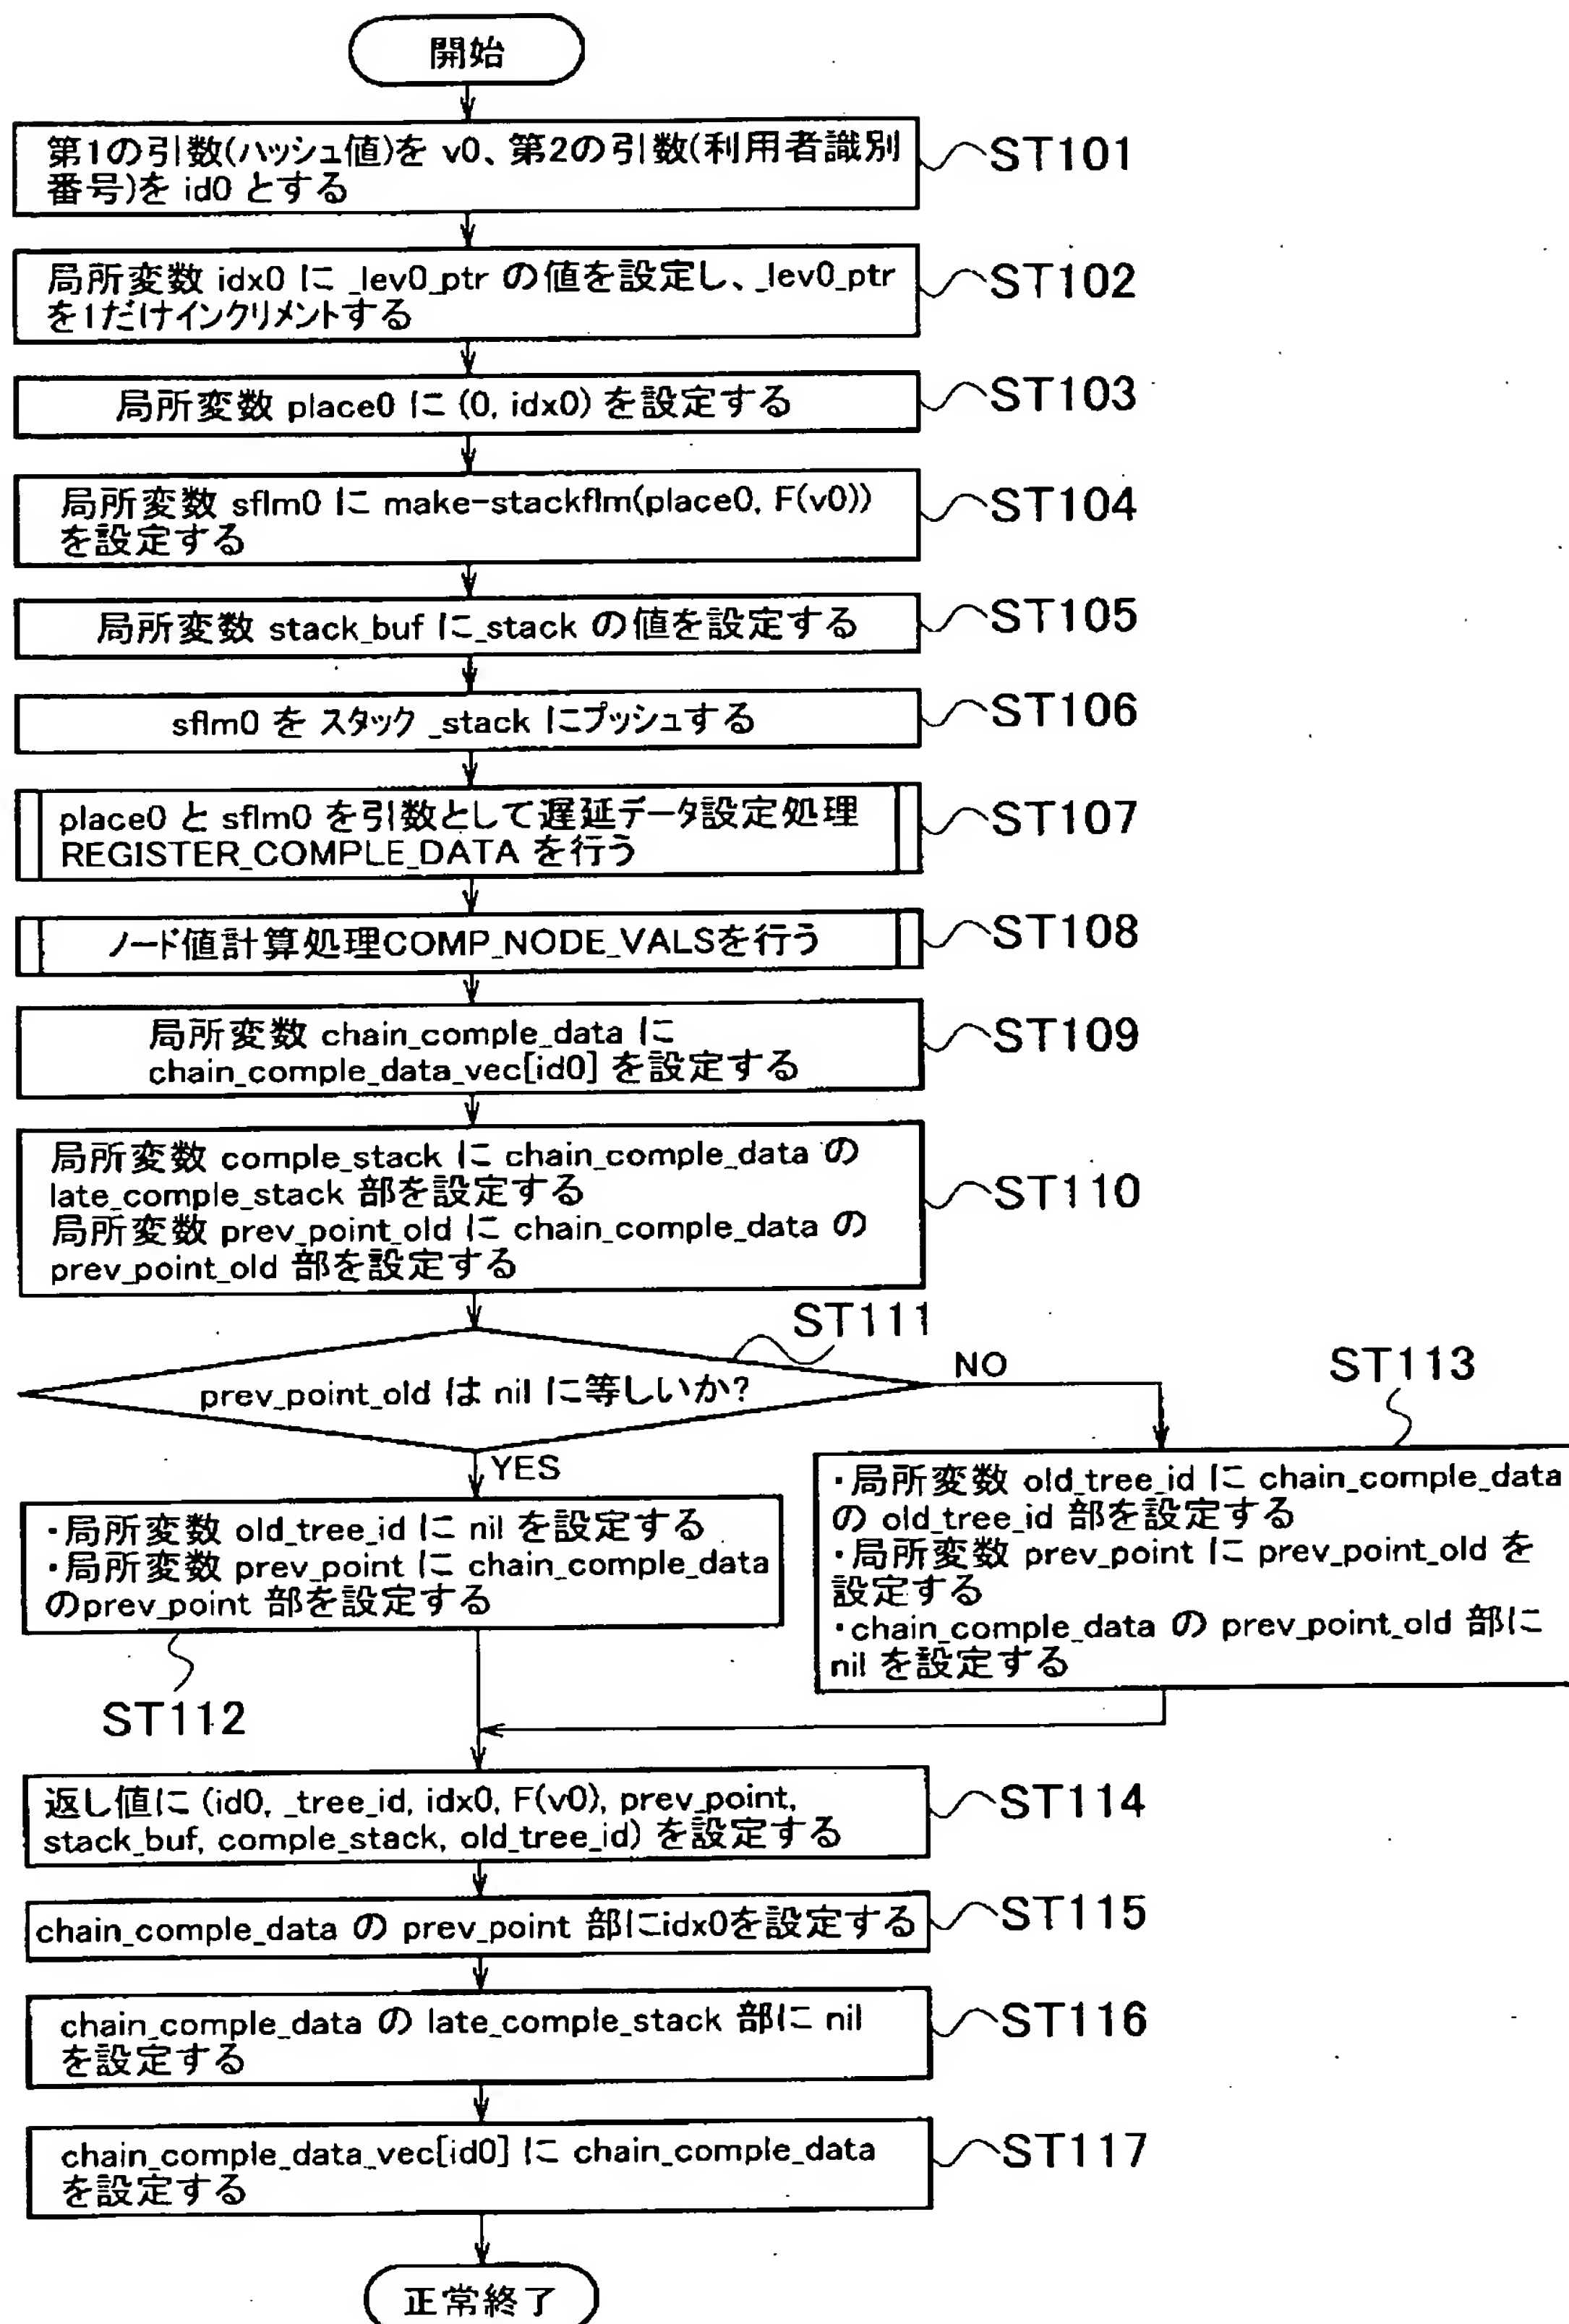 開始
第1の引数(ハッシュ値)を v0、第2の引数(利用者識別
番号)を id0 とする
ST101
局所変数 idx0 に _lev0_ptr の値を設定し、_lev0_ptr
を1だけインクリメントする
ST102
局所変数 place0 に (0, idx0) を設定する
ST103
局所変数 sflm0 に make-stackflm(place0, F(v0))
を設定する
ST104
局所変数 stack_buf に_stack の値を設定する
ST105
sflm0 を スタック _stack にプッシュする
ST106
place0 と sflm0 を引数として遅延データ設定処理
REGISTER_COMPLE_DATA を行う
ST107
ノード値計算処理COMP_NODE_VALSを行う
ST108
局所変数 chain_comple_data に
chain_comple_data_vec[id0] を設定する
ST109
局所変数 comple_stack に chain_comple_data の
late_comple_stack 部を設定する
局所変数 prev_point_old に chain_comple_data の
prev_point_old 部を設定する
ST110
ST111
prev_point_old は nil に等しいか?
NO
YES
ST113
・局所変数 old_tree_id に nil を設定する
・局所変数 prev_point に chain_comple_data
のprev_point 部を設定する
ST112
・局所変数 old_tree_id に chain_comple_data
の old_tree_id 部を設定する
・局所変数 prev_point に prev_point_old を
設定する
・chain_comple_data の prev_point_old 部に
nil を設定する
返し値に (id0, _tree_id, idx0, F(v0), prev_point,
stack_buf, comple_stack, old_tree_id) を設定する
ST114
chain_comple_data の prev_point 部にidx0を設定する
ST115
chain_comple_data の late_comple_stack 部に nil
を設定する
ST116
chain_comple_data_vec[id0] に chain_comple_data
を設定する
ST117
正常終了